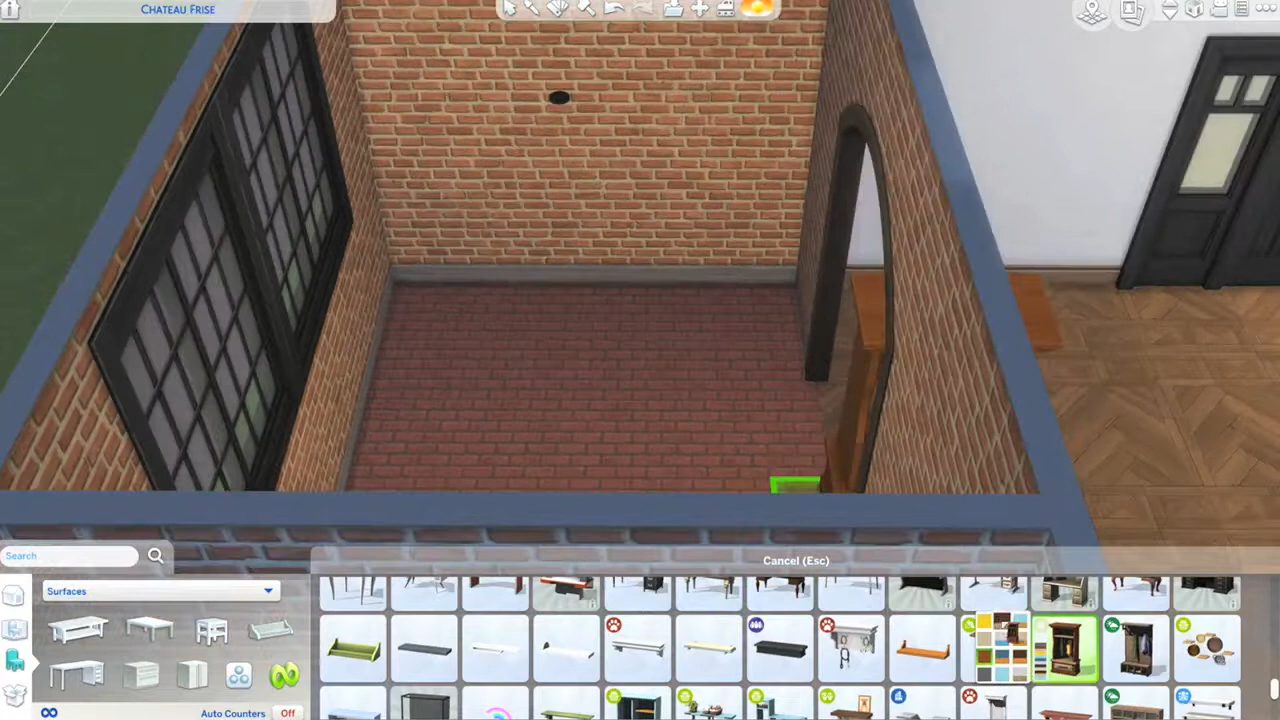 CHATEAU FRISE
Cancel (Esc)
Search
Surfaces
Auto Counters Off